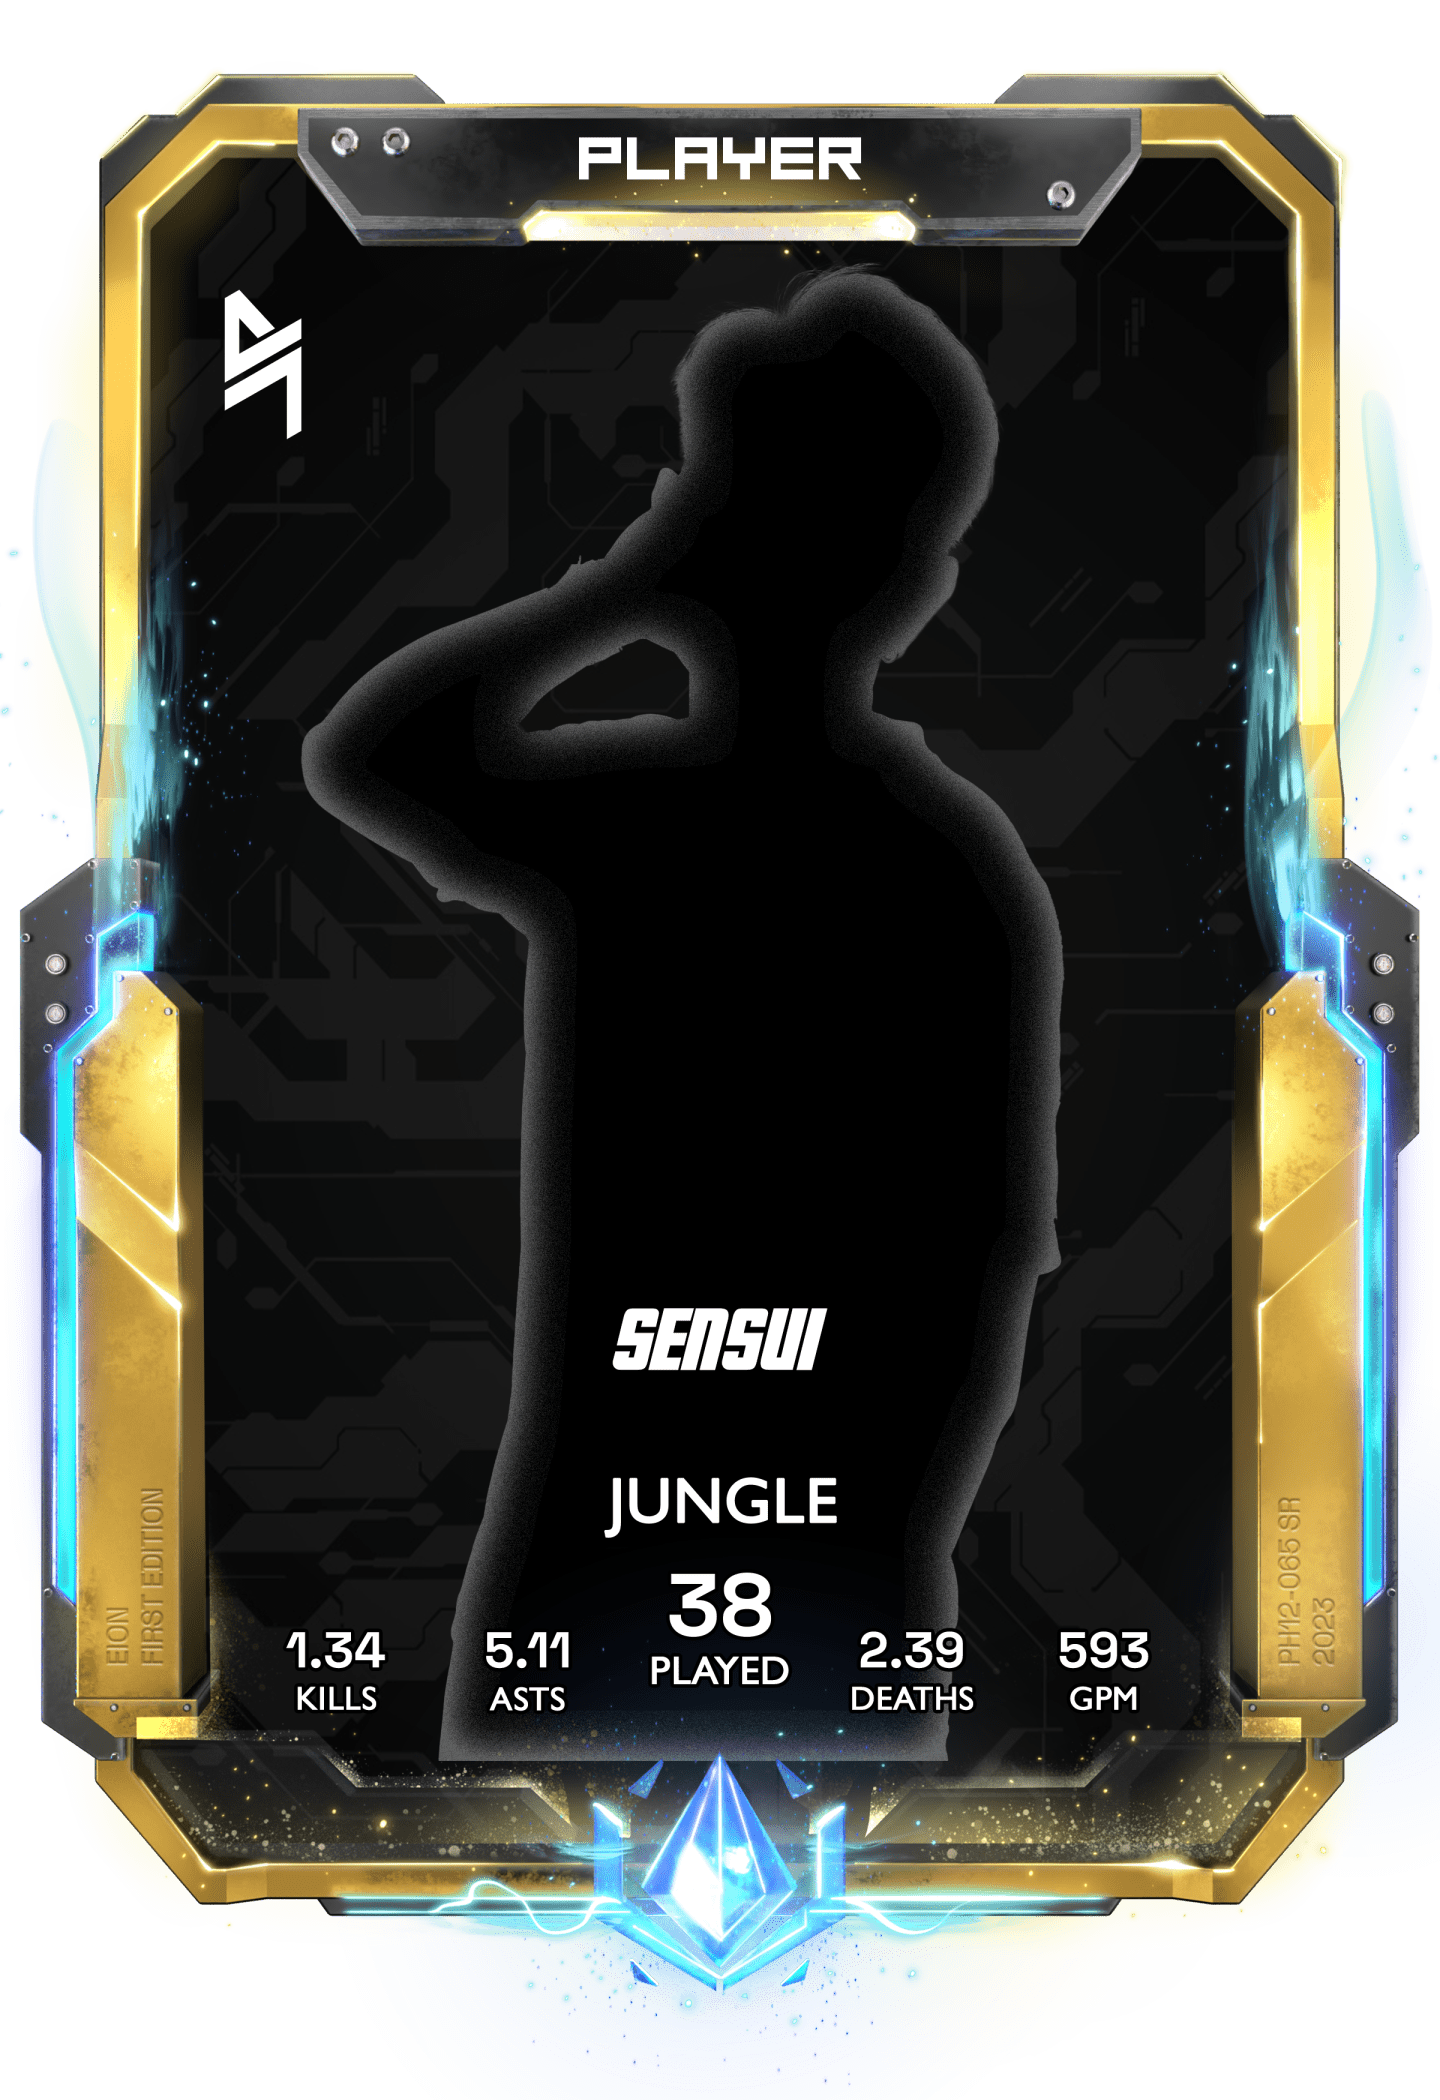 PLAYER
SENSUI
JUNGLE
38
PLAYED
1.34
KILLS
5.11
ASTS
2.39
DEATHS
593
GPM
EION
FIRST EDITION
PH12-065 SR
2023